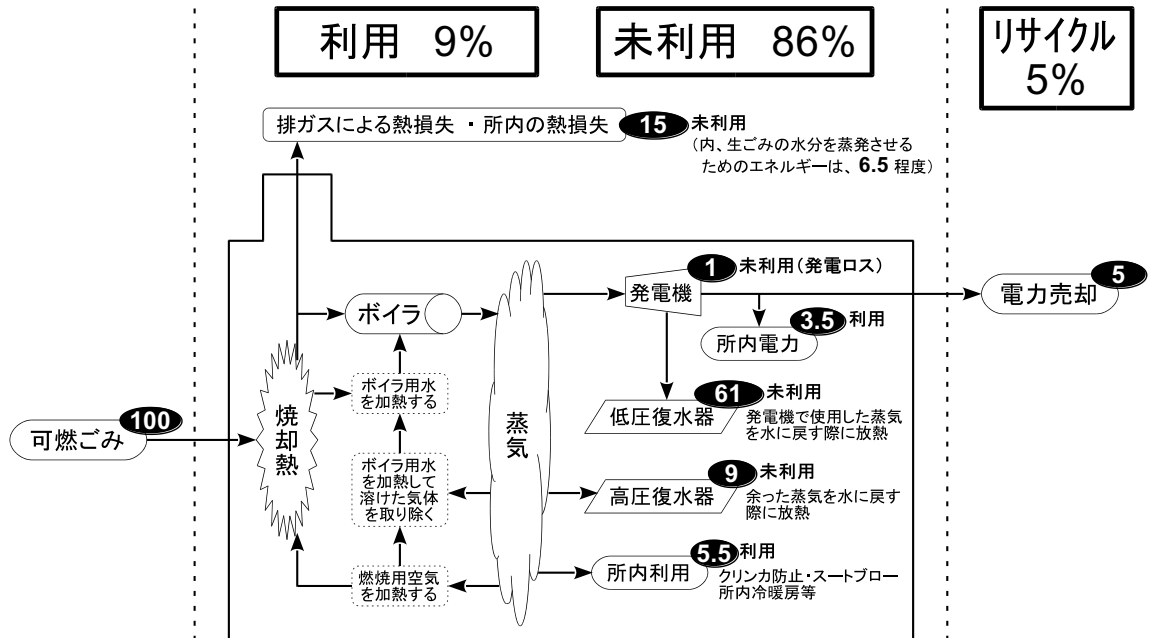 利用 9%
未利用 86%
リサイクル
5%
排ガスによる熱損失 ・ 所内の熱損失
15
未利用
(内、生ごみの水分を蒸発させる
ためのエネルギーは、 6.5 程度)
1
未利用(発電ロス)
発電機
5
電力売却
3.5
利用
所内電力
ボイラ
ボイラ用水
を加熱する
61
未利用
低圧復水器
発電機で使用した蒸気
を水に戻す際に放熱
100
可燃ごみ
焼却熱
蒸気
ボイラ用水
を加熱して
溶けた気体
を取り除く
9
未利用
高圧復水器
余った蒸気を水に戻す
際に放熱
5.5
利用
所内利用
クリンカ防止・スートブロー
所内冷暖房等
燃焼用空気
を加熱する